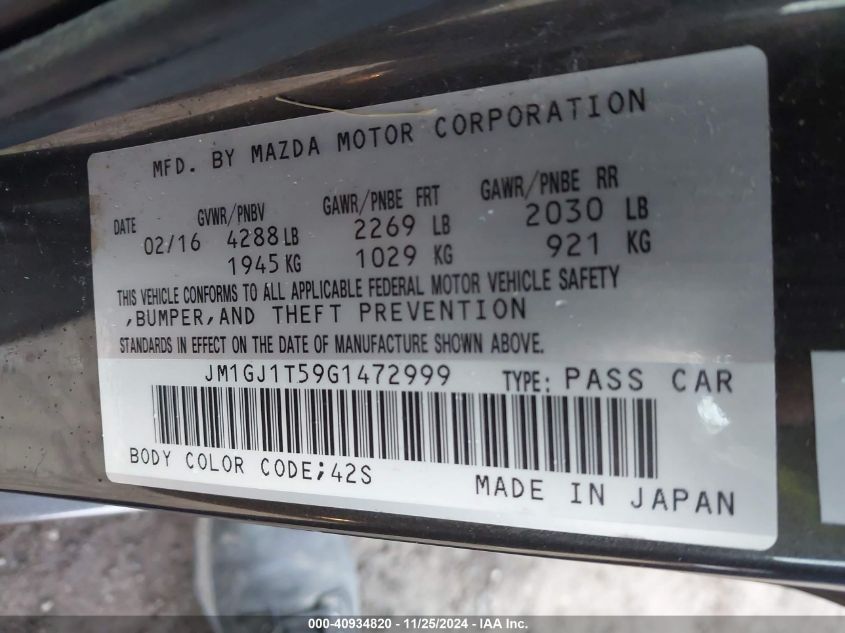 MFD. BY MAZDA MOTOR CORPORATION
DATE GVWR/PNBV GAWR/PNBE FRT GAWR/PNBE RR
02/16 4288 LB 2269 LB 2030 LB
1945 KG 1029 KG 921 KG
THIS VEHICLE CONFORMS TO ALL APPLICABLE FEDERAL MOTOR VEHICLE SAFETY
,BUMPER,AND THEFT PREVENTION
STANDARDS IN EFFECT ON THE DATE OF MANUFACTURE SHOWN ABOVE.
JM1GJ1T59G1472999 TYPE: PASS CAR
BODY COLOR CODE;42S MADE IN JAPAN
000-40934820 - 11/25/2024 - IAA Inc.